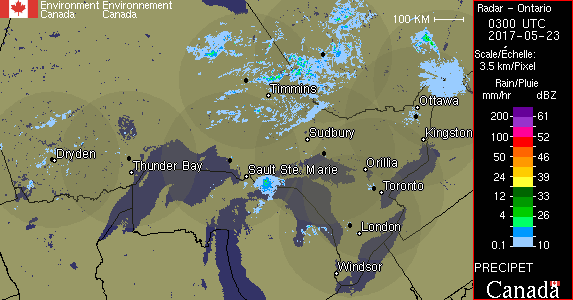 Environment Environnement
Canada Canada
100 KM
Timmins
Ottawa
Sudbury
Kingston
Dryden
Thunder Bay
Sault Ste. Marie
Orillia
Toronto
London
Windsor
Radar - Ontario
0300 UTC
2017-05-23
Scale/Échelle:
3.5 km/Pixel
Rain/Pluie
mm/hr dBZ
200 61
100 52
50 46
24 39
12 33
4 26
0.1 10
PRECIPET
Canada